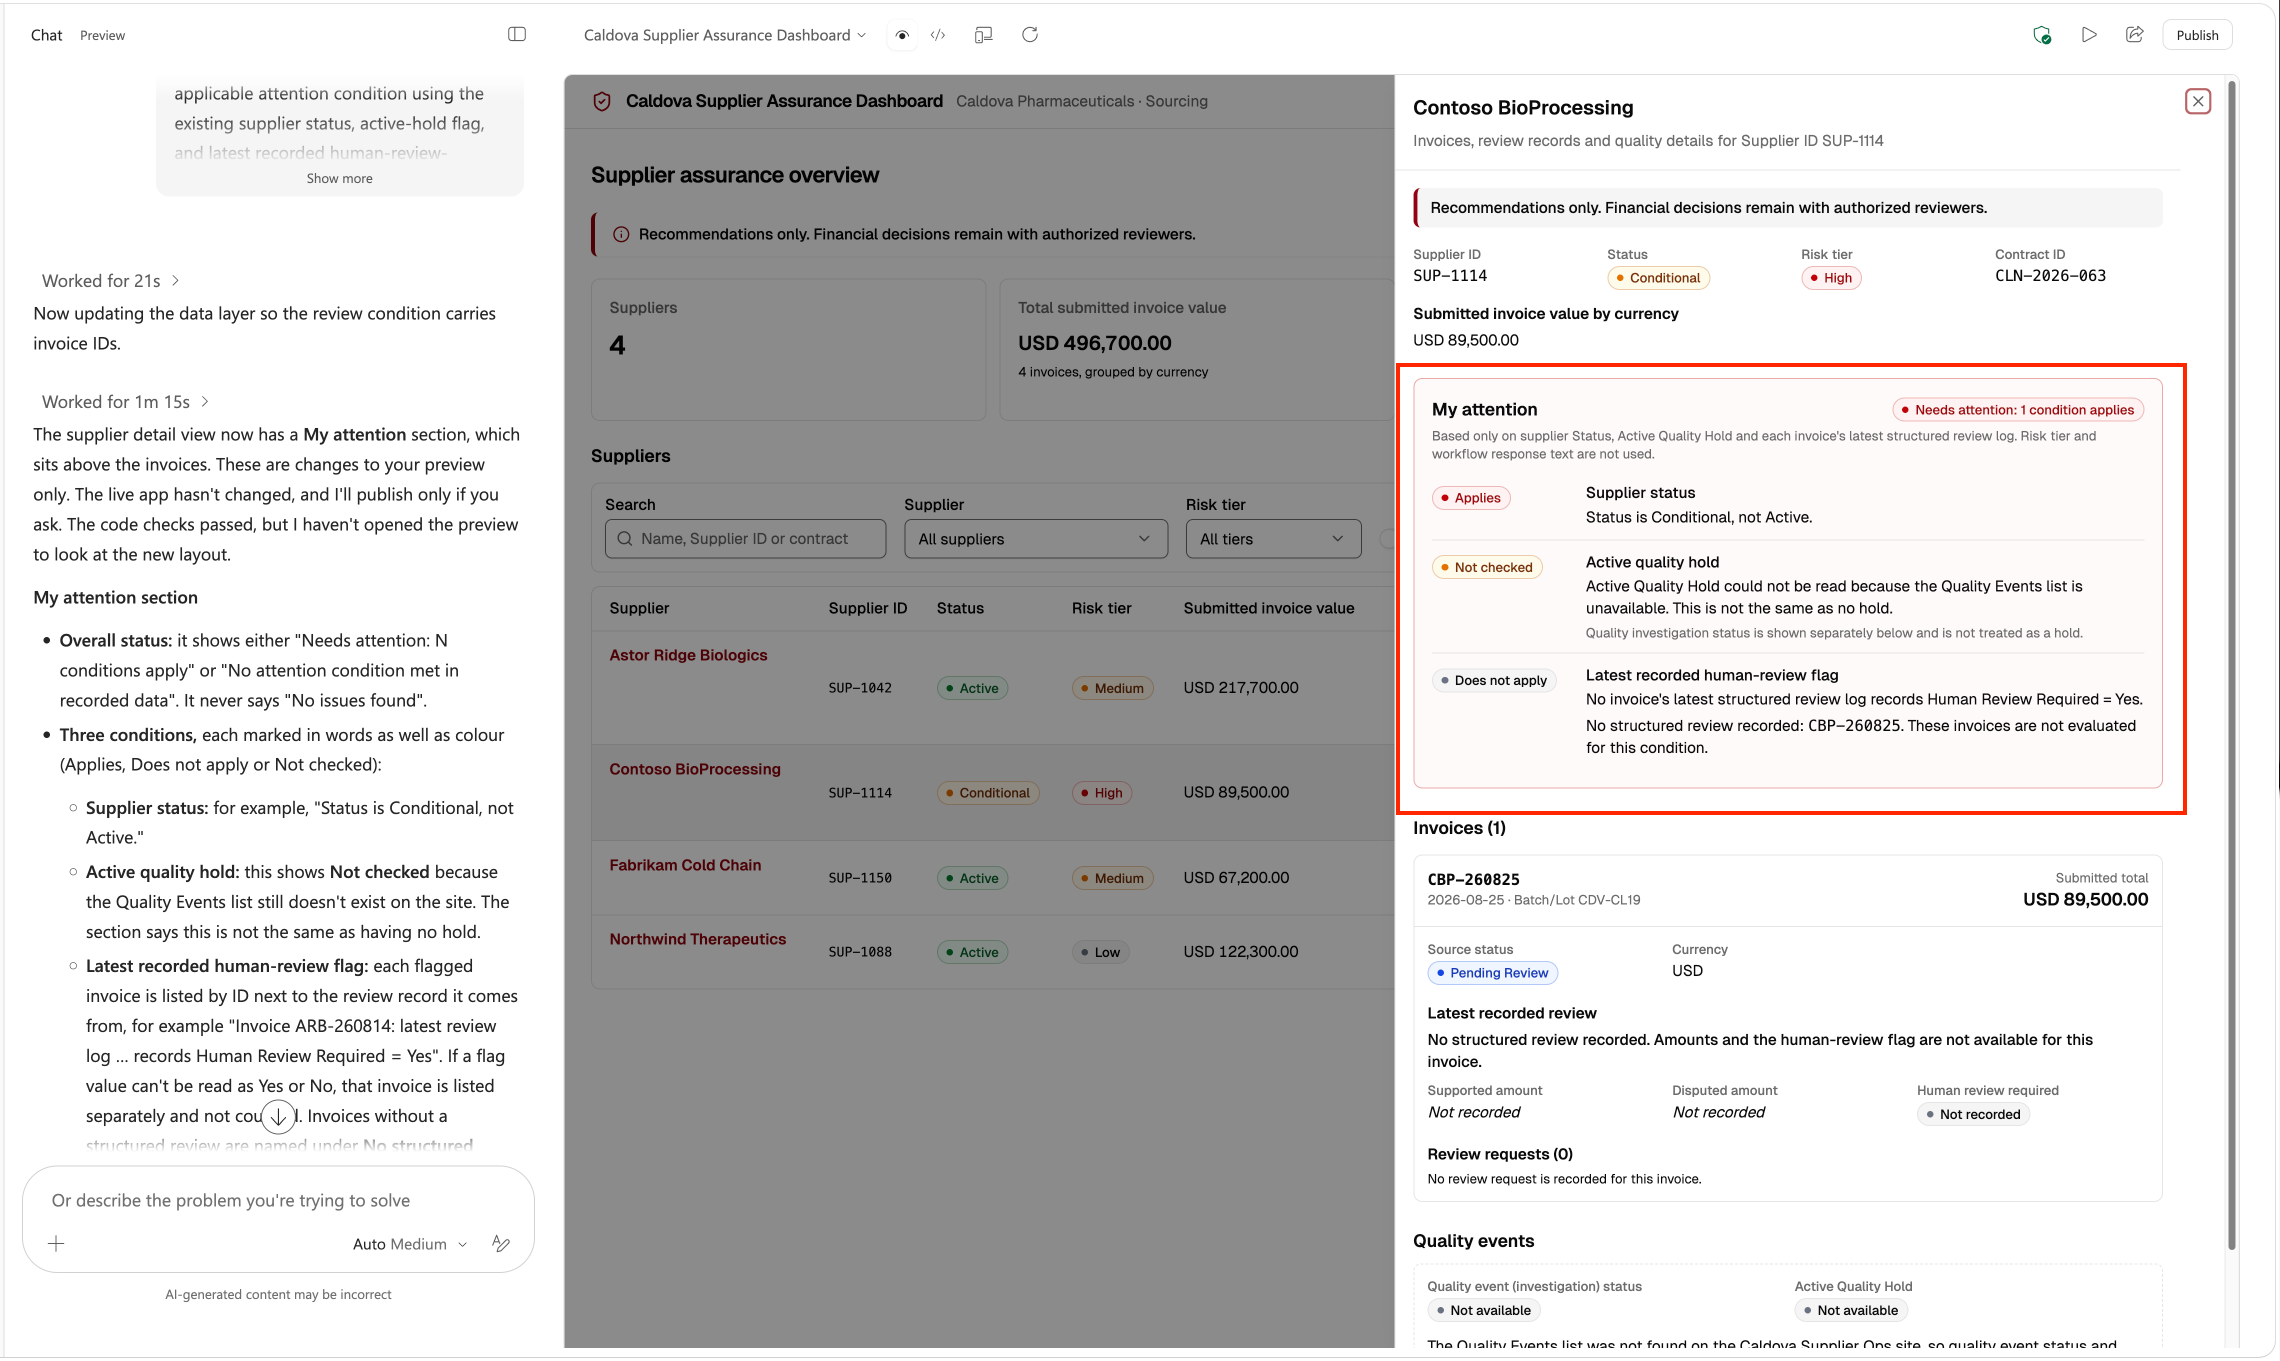 Chat
Preview
Caldova Supplier Assurance Dashboard
Publish
applicable attention condition using the
existing supplier status, active-hold flag,
and latest recorded human-review-
Show more
Worked for 21s
Now updating the data layer so the review condition carries
invoice IDs.
Worked for 1m 15s
The supplier detail view now has a My attention section, which
sits above the invoices. These are changes to your preview
only. The live app hasn't changed, and I'll publish only if you
ask. The code checks passed, but I haven't opened the preview
to look at the new layout.
My attention section
• Overall status: it shows either "Needs attention: N
conditions apply" or "No attention condition met in
recorded data". It never says "No issues found".
• Three conditions, each marked in words as well as colour
(Applies, Does not apply or Not checked):
○ Supplier status: for example, "Status is Conditional, not
Active."
○ Active quality hold: this shows Not checked because
the Quality Events list still doesn't exist on the site. The
section says this is not the same as having no hold.
○ Latest recorded human-review flag: each flagged
invoice is listed by ID next to the review record it comes
from, for example "Invoice ARB-260814: latest review
log ... records Human Review Required = Yes". If a flag
value can't be read as Yes or No, that invoice is listed
separately and not Invoices without a
structured review are named under No structured
Or describe the problem you're trying to solve
Auto Medium
AI-generated content may be incorrect
Caldova Supplier Assurance Dashboard
Caldova Pharmaceuticals · Sourcing
Supplier assurance overview
Recommendations only. Financial decisions remain with authorized reviewers.
Suppliers
4
Total submitted invoice value
USD 496,700.00
4 invoices, grouped by currency
Suppliers
Search
Supplier
Risk tier
Name, Supplier ID or contract
All suppliers
All tiers
Supplier
Supplier ID
Status
Risk tier
Submitted invoice value
Astor Ridge Biologics
SUP-1042
Active
Medium
USD 217,700.00
Contoso BioProcessing
SUP-1114
Conditional
High
USD 89,500.00
Fabrikam Cold Chain
SUP-1150
Active
Medium
USD 67,200.00
Northwind Therapeutics
SUP-1088
Active
Low
USD 122,300.00
Contoso BioProcessing
Invoices, review records and quality details for Supplier ID SUP-1114
Recommendations only. Financial decisions remain with authorized reviewers.
Supplier ID
Status
Risk tier
Contract ID
SUP-1114
Conditional
High
CLN-2026-063
Submitted invoice value by currency
USD 89,500.00
My attention
Needs attention: 1 condition applies
Based only on supplier Status, Active Quality Hold and each invoice's latest structured review log. Risk tier and
workflow response text are not used.
Applies
Supplier status
Status is Conditional, not Active.
Not checked
Active quality hold
Active Quality Hold could not be read because the Quality Events list is
unavailable. This is not the same as no hold.
Quality investigation status is shown separately below and is not treated as a hold.
Does not apply
Latest recorded human-review flag
No invoice's latest structured review log records Human Review Required = Yes.
No structured review recorded: CBP-260825. These invoices are not evaluated
for this condition.
Invoices (1)
CBP-260825
Submitted total
2026-08-25 · Batch/Lot CDV-CL19
USD 89,500.00
Source status
Currency
Pending Review
USD
Latest recorded review
No structured review recorded. Amounts and the human-review flag are not available for this
invoice.
Supported amount
Disputed amount
Human review required
Not recorded
Not recorded
Not recorded
Review requests (0)
No review request is recorded for this invoice.
Quality events
Quality event (investigation) status
Active Quality Hold
Not available
Not available
The Quality Events list was not found on the Caldova Supplier Ops site, so quality event status and